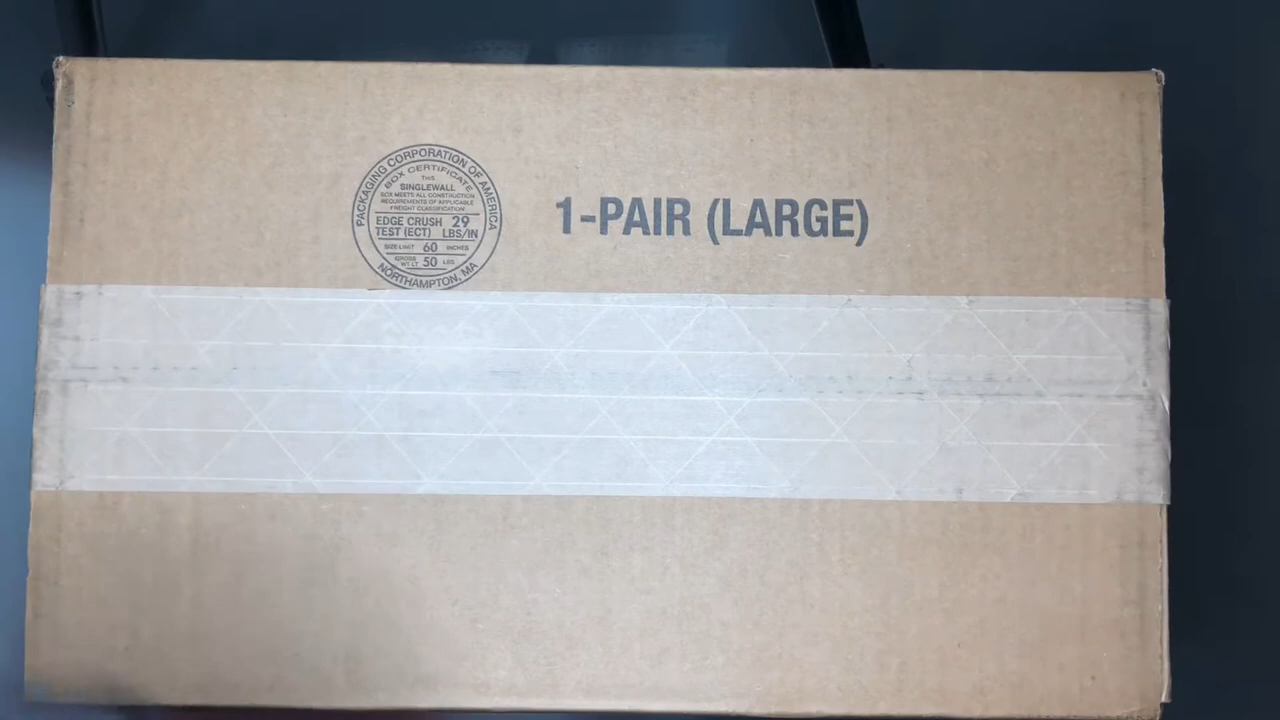 PACKAGING CORPORATION OF AMERICA
BOX CERTIFICATE
THIS
SINGLEWALL
BOX MEETS ALL CONSTRUCTION
REQUIREMENTS OF APPLICABLE
FREIGHT CLASSIFICATION
EDGE CRUSH 29
TEST (ECT) LBS/IN
SIZE LIMIT 60 INCHES
GROSS
WT LT 50 LBS
NORTHAMPTON, MA
1-PAIR (LARGE)